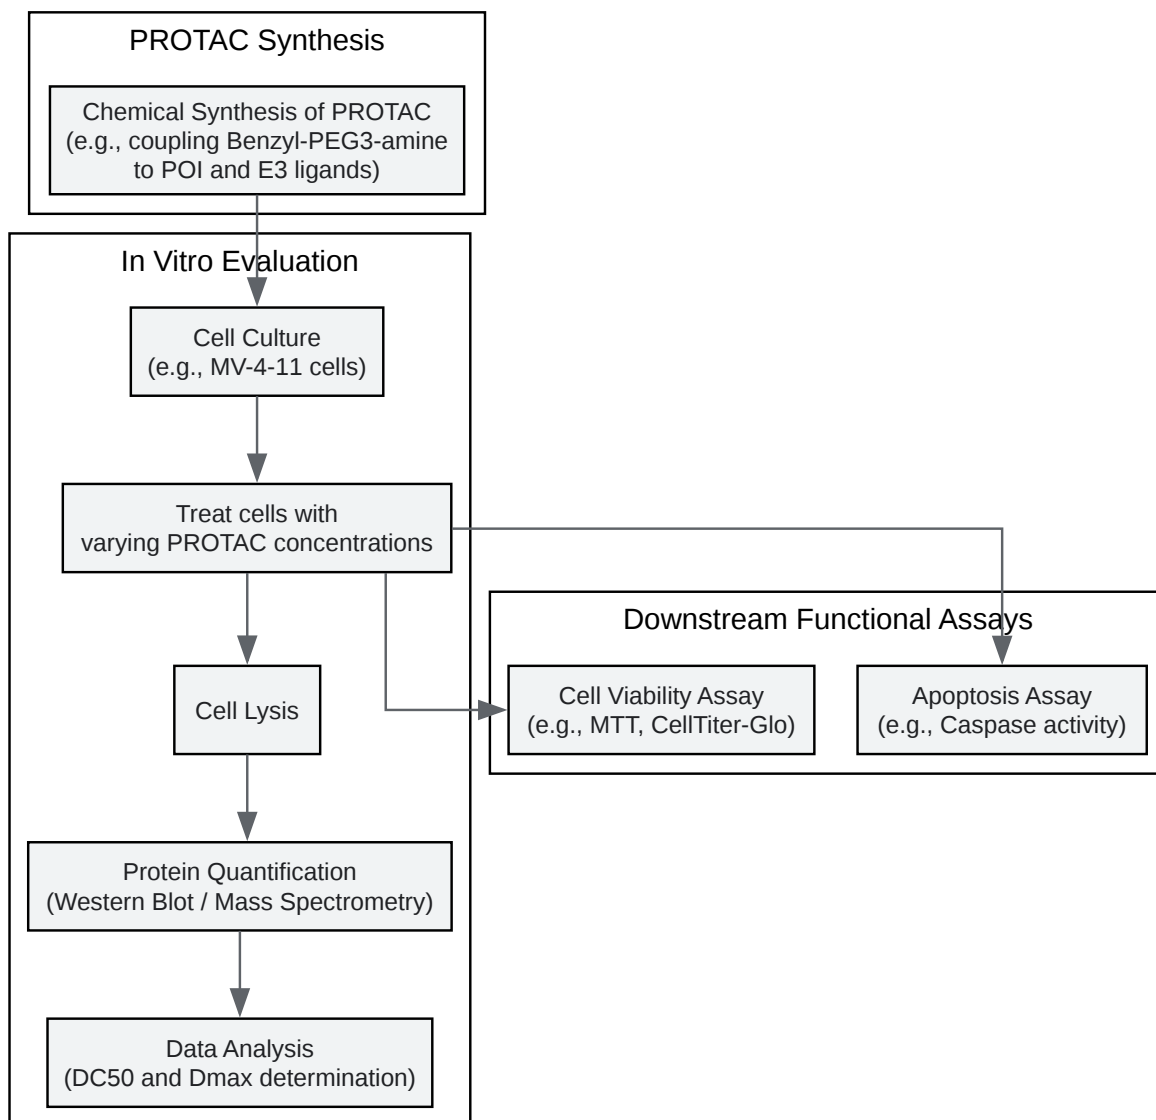 PROTAC Synthesis
Chemical Synthesis of PROTAC
(e.g., coupling Benzyl-PEG3-amine
to POI and E3 ligands)
In Vitro Evaluation
Cell Culture
(e.g., MV-4-11 cells)
Treat cells with
varying PROTAC concentrations
Downstream Functional Assays
Cell Lysis
Cell Viability Assay
(e.g., MTT, CellTiter-Glo)
Apoptosis Assay
(e.g., Caspase activity)
Protein Quantification
(Western Blot / Mass Spectrometry)
Data Analysis
(DC50 and Dmax determination)